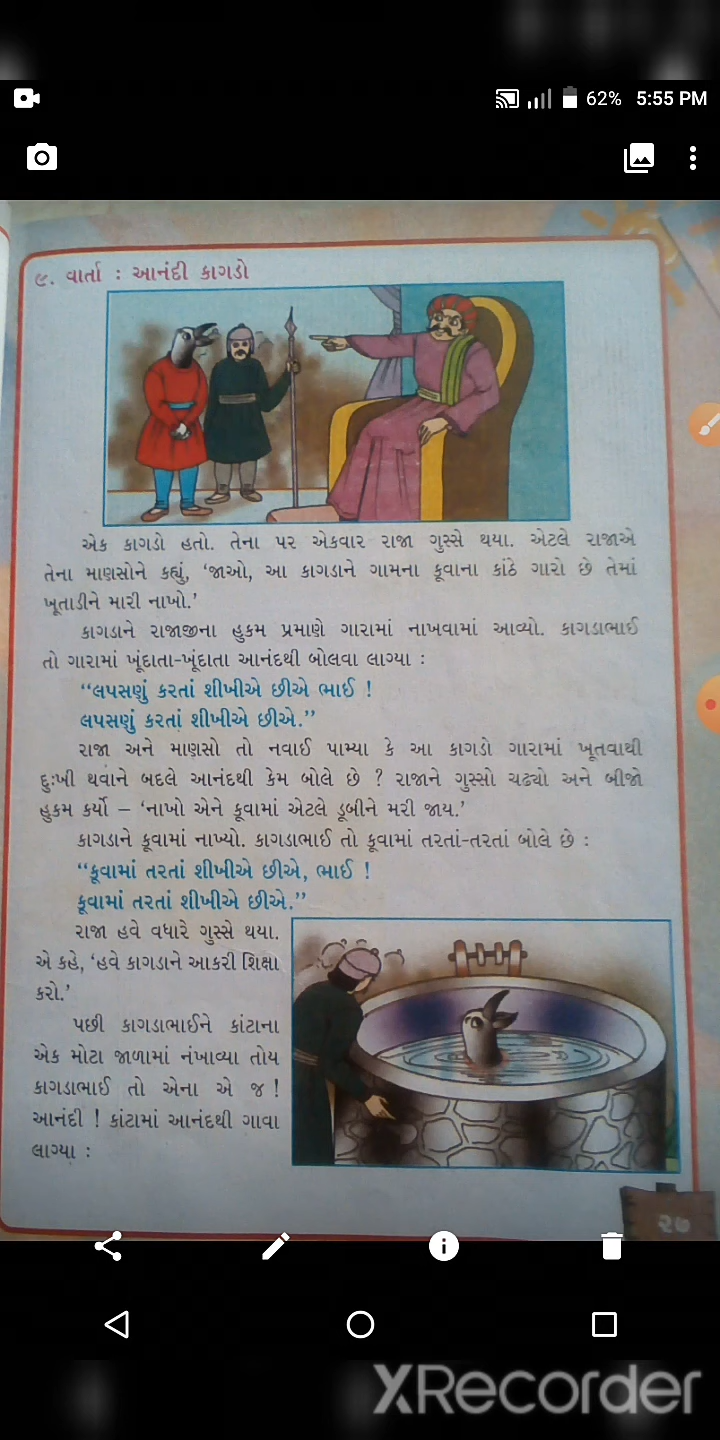 62% 5:55 PM
૯. વાર્તા : આનંદી કાગડો
એક કાગડો હતો. તેના પર એકવાર રાજા ગુસ્સે થયા. એટલે રાજાએ
તેના માણસોને કહ્યું, ‘જાઓ, આ કાગડાને ગામના કૂવાના કાંઠે ગારો છે તેમાં
ખૂતાડીને મારી નાખો.’
કાગડાને રાજાજીના હુકમ પ્રમાણે ગારામાં નાખવામાં આવ્યો. કાગડાભાઈ
તો ગારામાં ખૂંદાતા-ખૂંદાતા આનંદથી બોલવા લાગ્યા :
“લપસણું કરતાં શીખીએ છીએ ભાઈ !
લપસણું કરતાં શીખીએ છીએ.”
રાજા અને માણસો તો નવાઈ પામ્યા કે આ કાગડો ગારામાં ખૂતવાથી
દુઃખી થવાને બદલે આનંદથી કેમ બોલે છે ? રાજાને ગુસ્સો ચઢ્યો અને બીજો
હુકમ કર્યો – ‘નાખો એને કૂવામાં એટલે ડૂબીને મરી જાય.’
કાગડાને કૂવામાં નાખ્યો. કાગડાભાઈ તો કૂવામાં તરતાં-તરતાં બોલે છે :
“કૂવામાં તરતાં શીખીએ છીએ, ભાઈ !
કૂવામાં તરતાં શીખીએ છીએ.”
રાજા હવે વધારે ગુસ્સે થયા.
એ કહે, ‘હવે કાગડાને આકરી શિક્ષા
કરો.’
પછી કાગડાભાઈને કાંટાના
એક મોટા જાળામાં નંખાવ્યા તોય
કાગડાભાઈ તો એના એ જ !
આનંદી ! કાંટામાં આનંદથી ગાવા
લાગ્યા :
૨૭
XRecorder